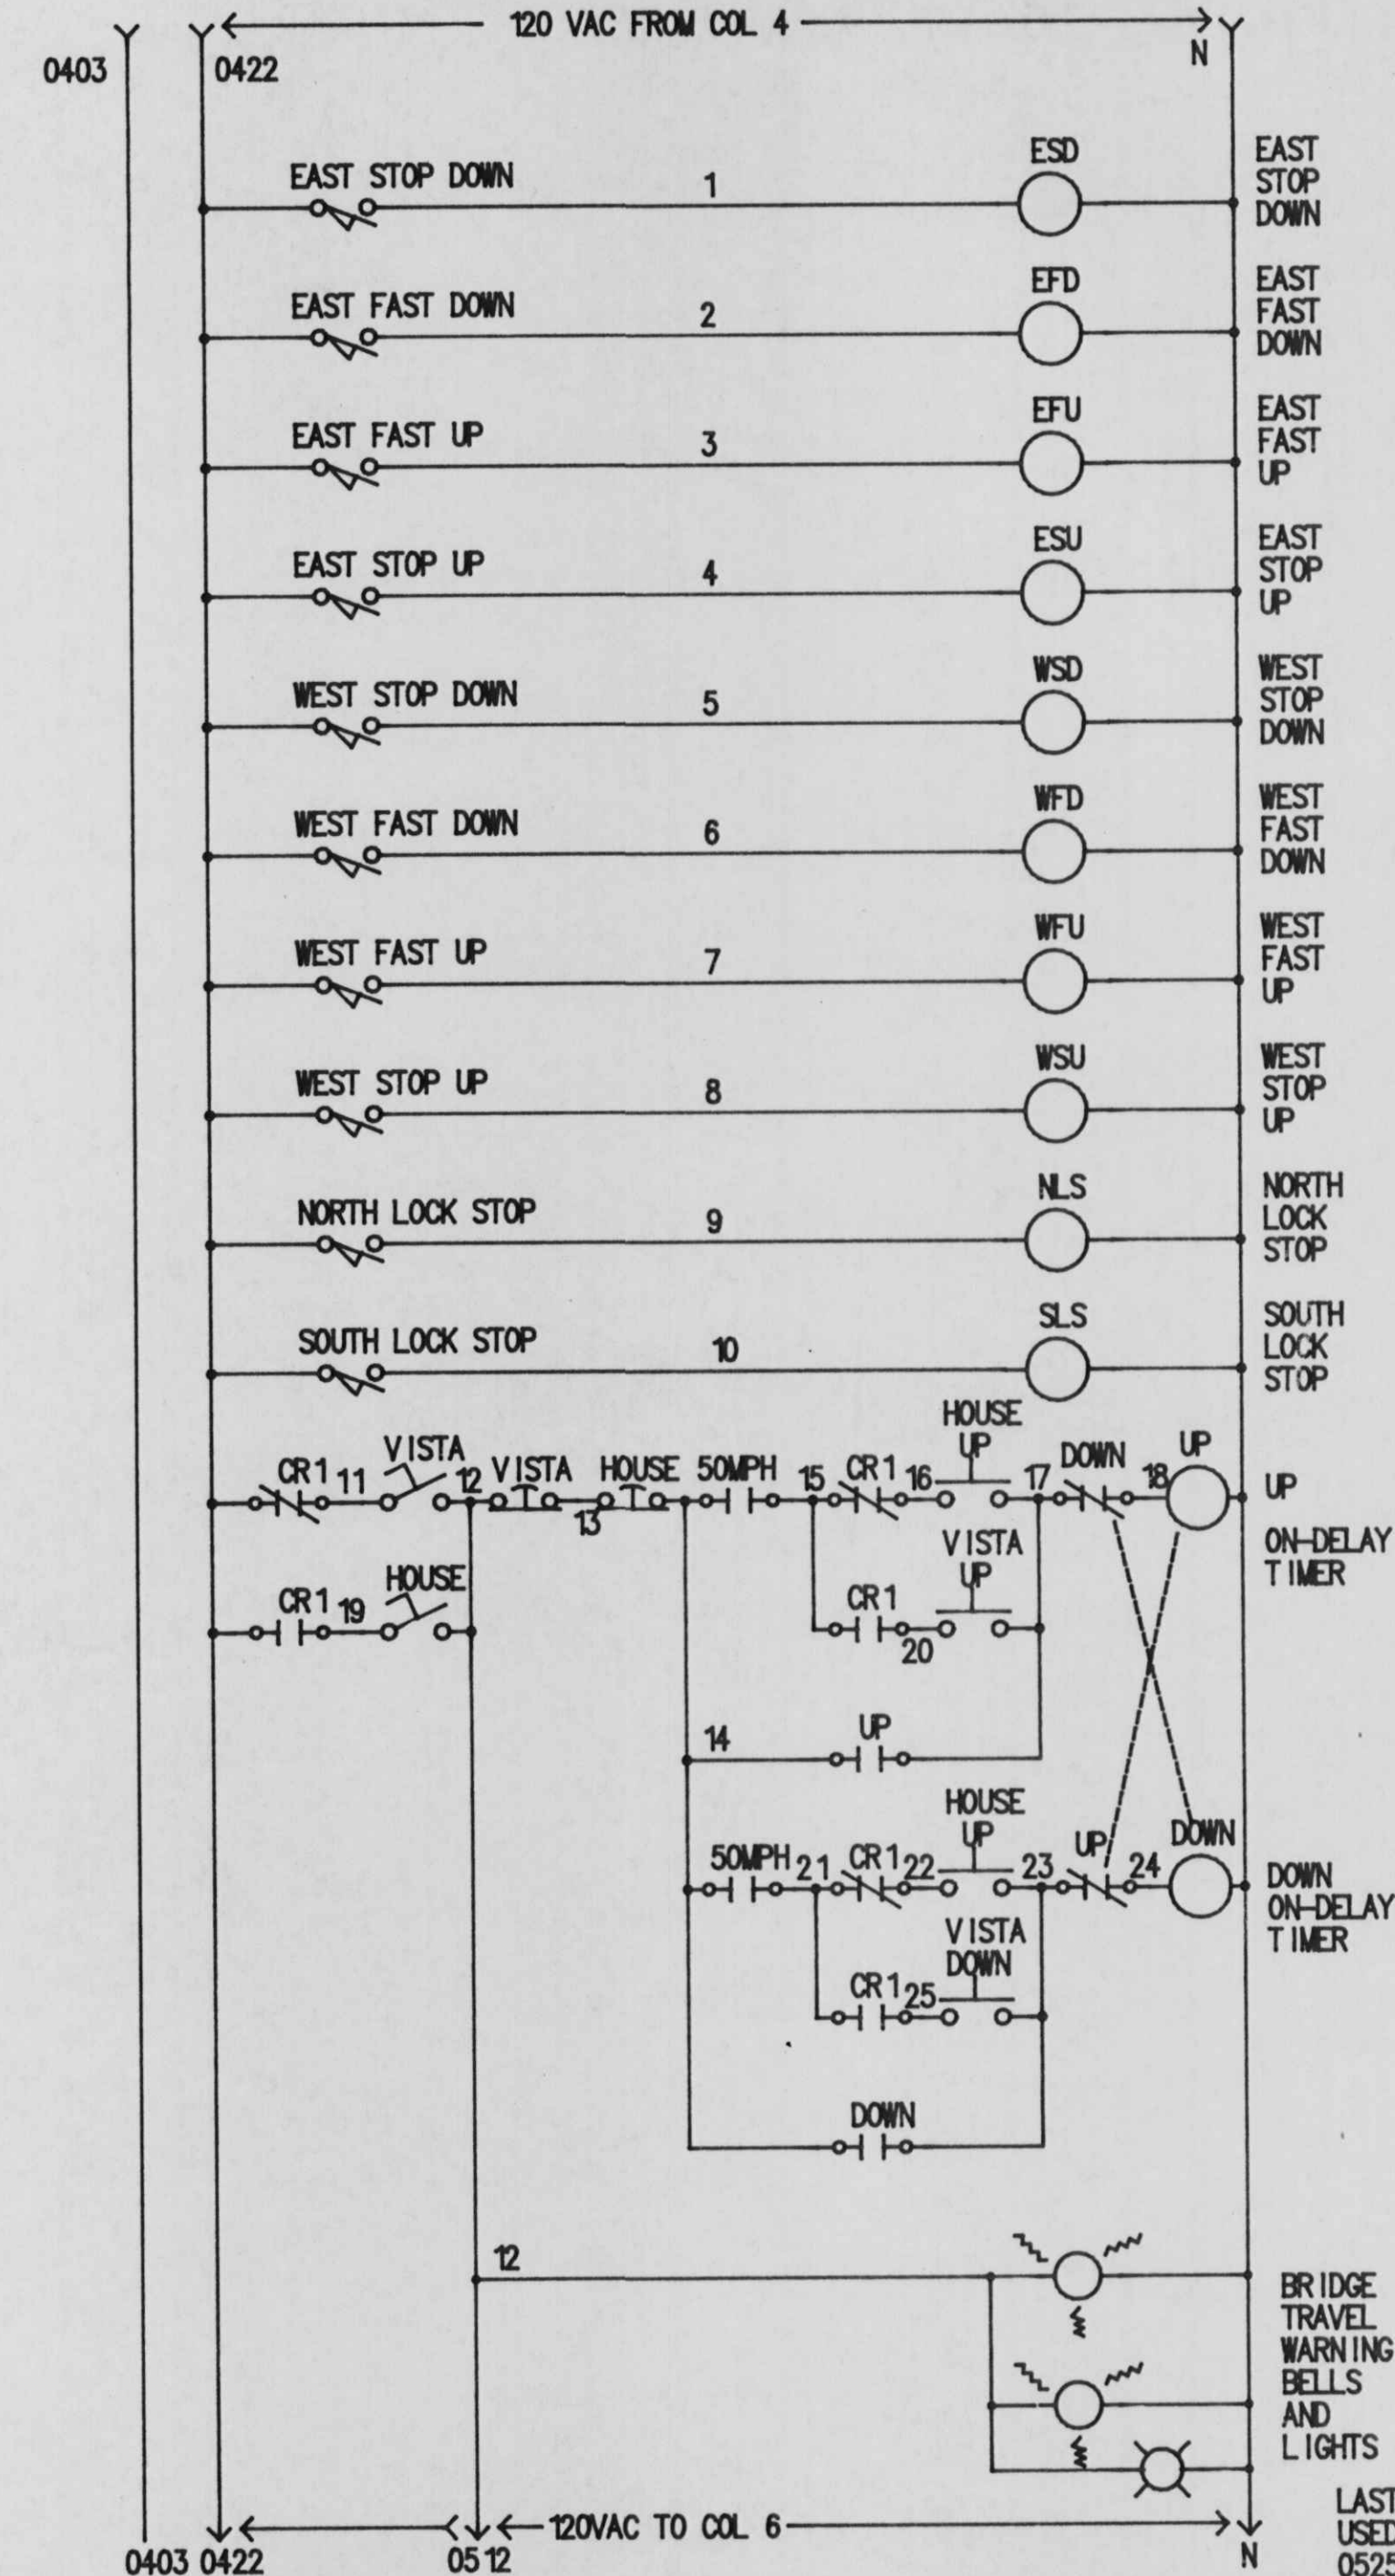 120 VAC FROM COL 4
0403
0422
N
EAST STOP DOWN
1
ESD
EAST
STOP
DOWN
EAST FAST DOWN
2
EFD
EAST
FAST
DOWN
EAST FAST UP
3
EFU
EAST
FAST
UP
EAST STOP UP
4
ESU
EAST
STOP
UP
WEST STOP DOWN
5
WSD
WEST
STOP
DOWN
WEST FAST DOWN
6
WFD
WEST
FAST
DOWN
WEST FAST UP
7
WFU
WEST
FAST
UP
WEST STOP UP
8
WSU
WEST
STOP
UP
NORTH LOCK STOP
9
NLS
NORTH
LOCK
STOP
SOUTH LOCK STOP
10
SLS
SOUTH
LOCK
STOP
CR1
11
VISTA
12
VISTA
13
HOUSE
50MPH
15
CR1
16
HOUSE
UP
17
DOWN
18
UP
UP
ON-DELAY
TIMER
CR1
19
HOUSE
CR1
20
VISTA
UP
14
UP
50MPH
21
CR1
22
HOUSE
UP
23
UP
24
DOWN
DOWN
ON-DELAY
TIMER
CR1
25
VISTA
DOWN
DOWN
12
BRIDGE
TRAVEL
WARNING
BELLS
AND
LIGHTS
120VAC TO COL 6
0403
0422
0512
N
LAST
USED
0525